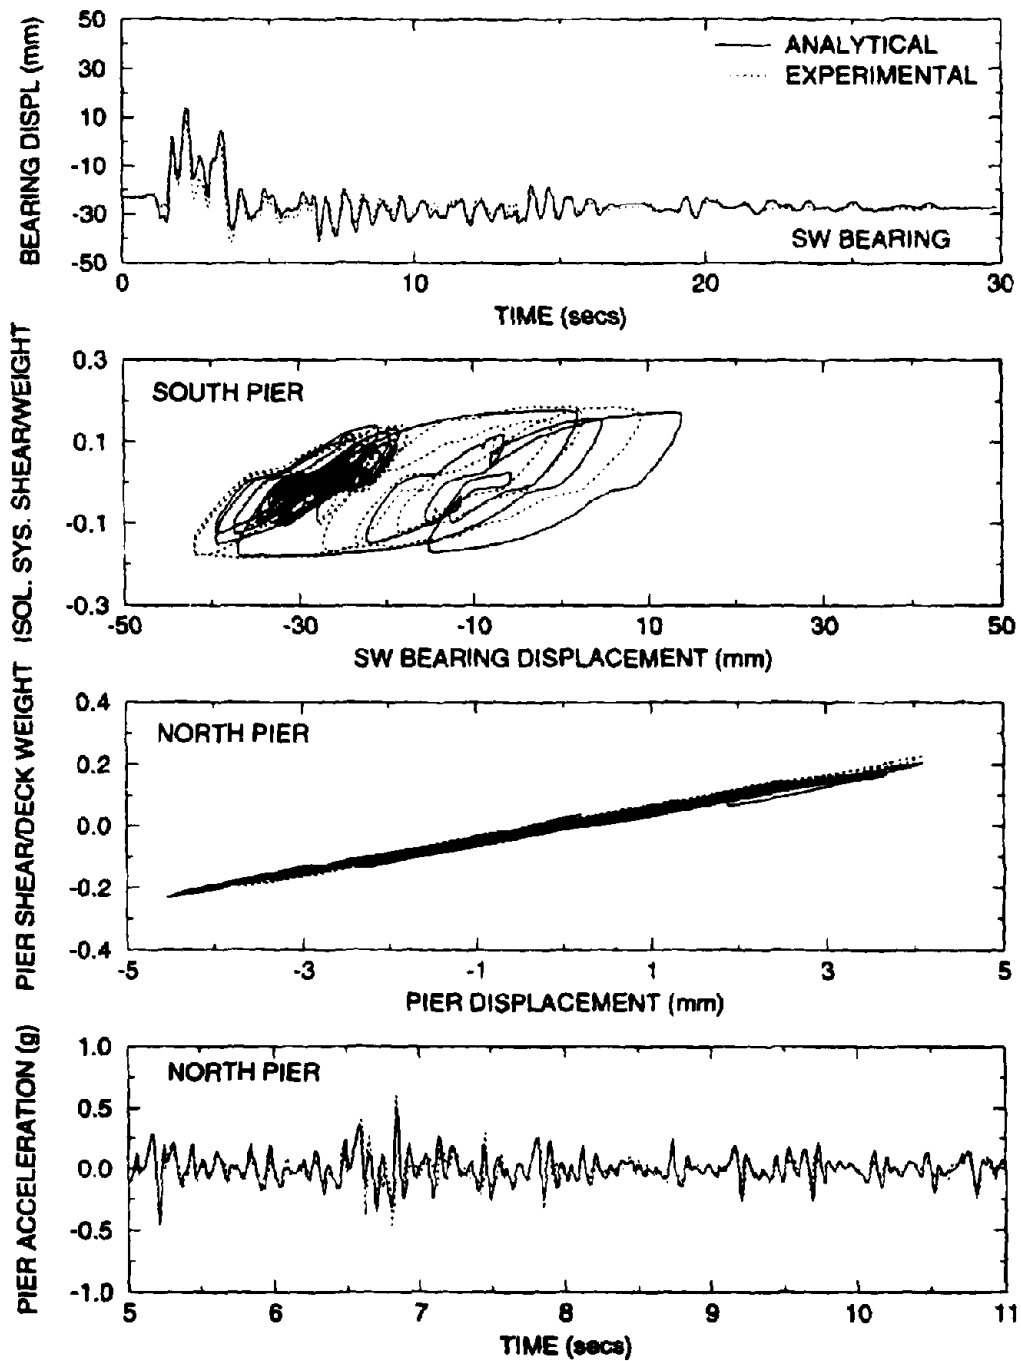 BEARING DISPL (mm)
50
30
10
-10
-30
-50
ANALYTICAL
EXPERIMENTAL
SW BEARING
0 10 20 30
TIME (secs)
ISOL. SYS. SHEAR/WEIGHT
0.3
0.1
-0.1
-0.3
SOUTH PIER
-50 -30 -10 10 30 50
SW BEARING DISPLACEMENT (mm)
PIER SHEAR/DECK WEIGHT
0.4
0.2
0.0
-0.2
-0.4
NORTH PIER
-5 -3 -1 1 3 5
PIER DISPLACEMENT (mm)
PIER ACCELERATION (g)
1.0
0.5
0.0
-0.5
-1.0
NORTH PIER
5 6 7 8 9 10 11
TIME (secs)